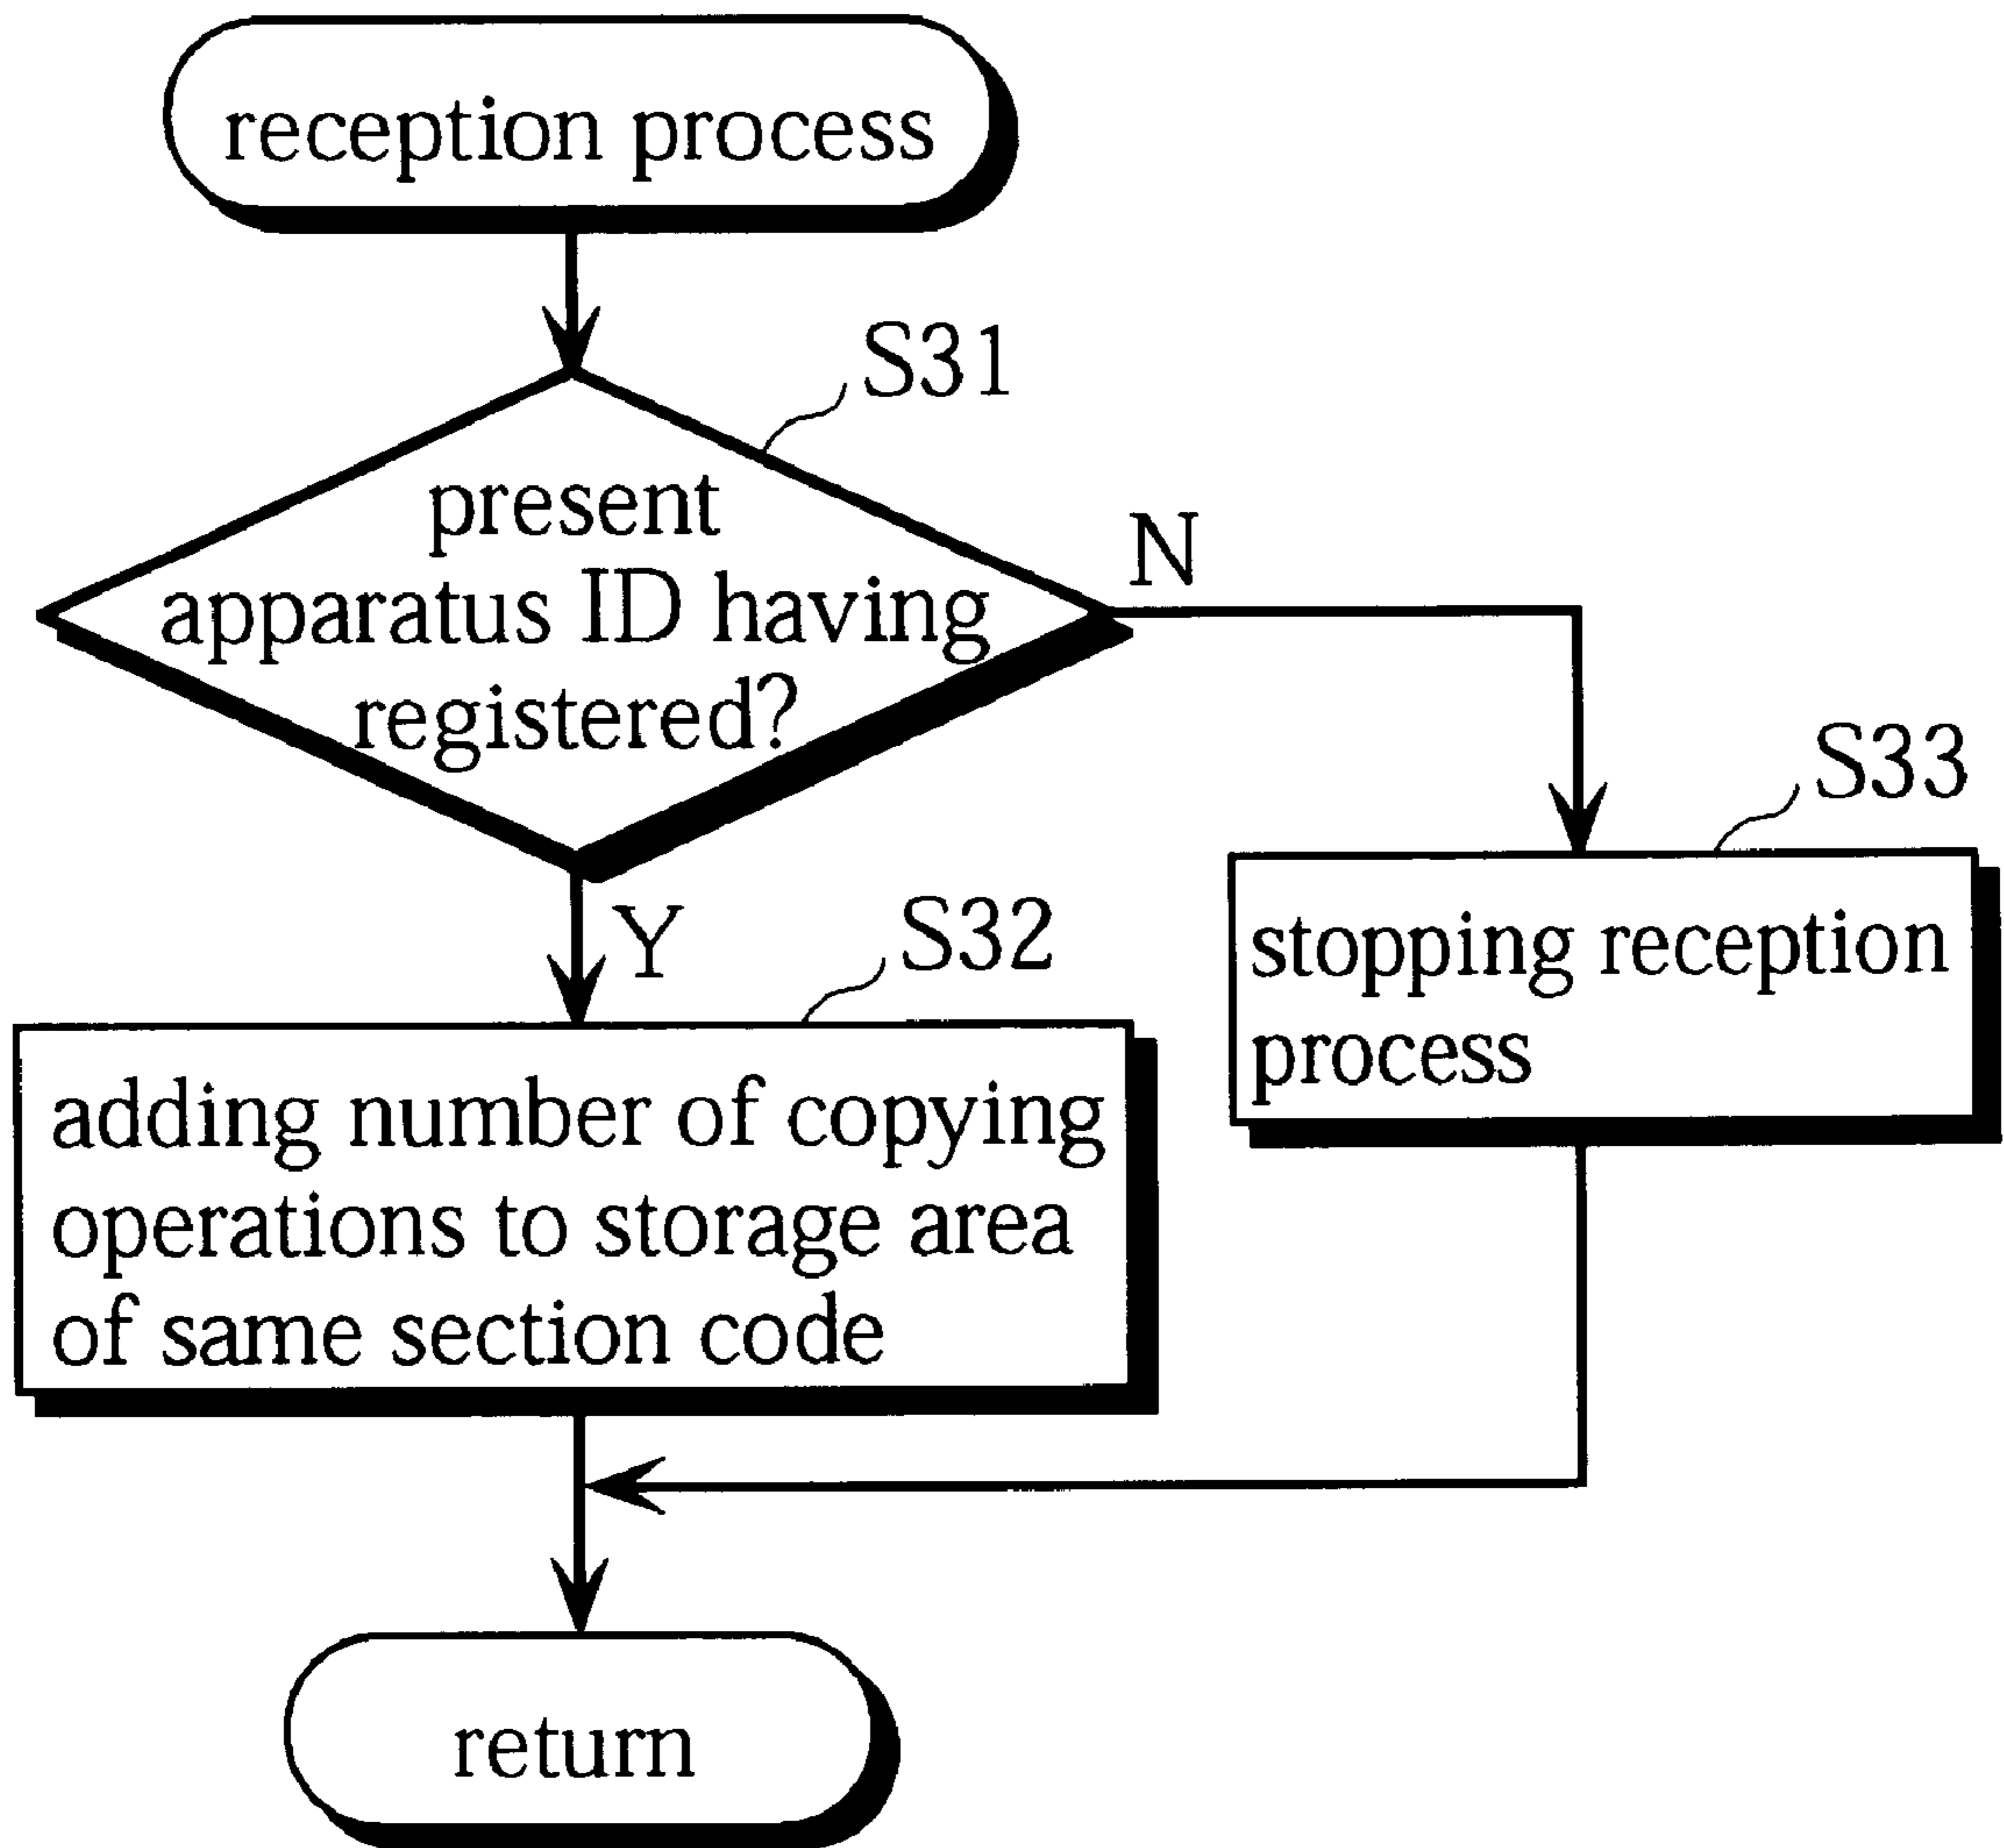 reception process
S31
present
apparatus ID having
registered?
N
Y
S32
adding number of copying
operations to storage area
of same section code
S33
stopping reception
process
return